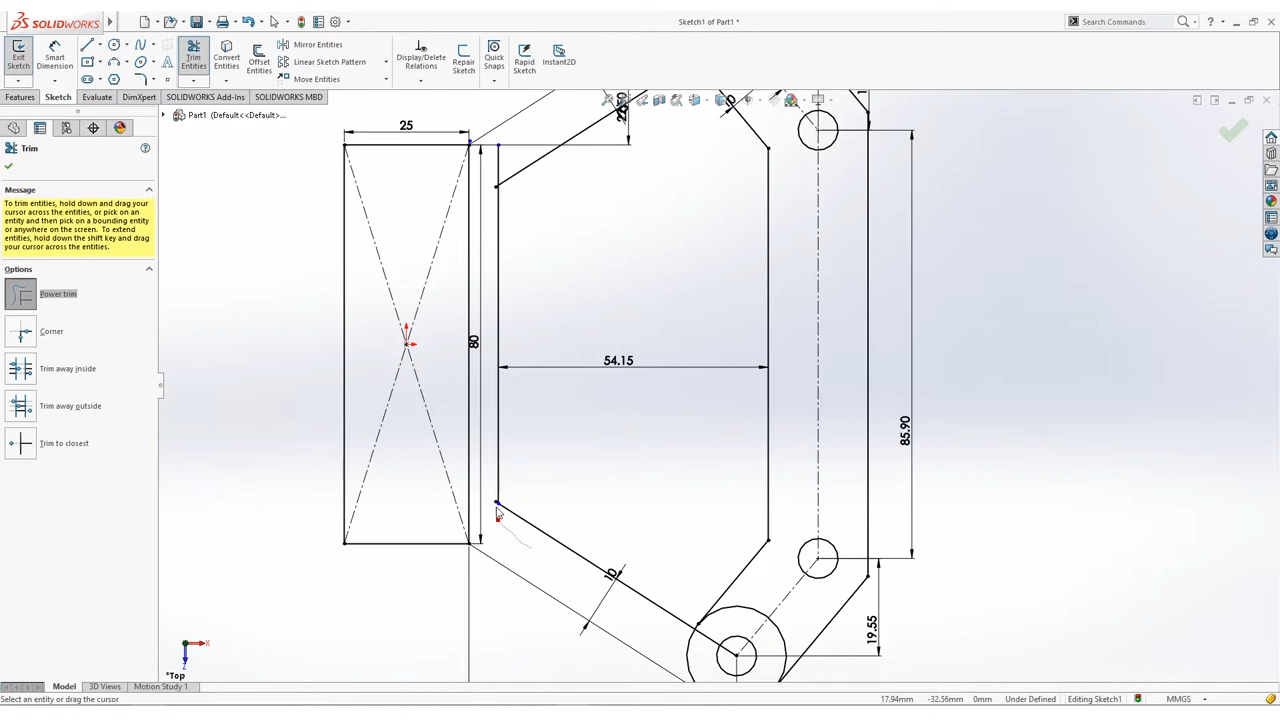 SOLIDWORKS
Sketch1 of Part1 *
Search Commands
Exit Sketch
Smart Dimension
Trim Entities
Convert Entities
Offset Entities
Mirror Entities
Linear Sketch Pattern
Move Entities
Display/Delete Relations
Repair Sketch
Quick Snaps
Rapid Sketch
Instant2D
Features
Sketch
Evaluate
DimXpert
SOLIDWORKS Add-Ins
SOLIDWORKS MBD
Part1 (Default<<Default>...
Trim
Message
To trim entities, hold down and drag your
cursor across the entities, or pick on an
entity and then pick on a bounding entity
or anywhere on the screen. To extend
entities, hold down the shift key and drag
your cursor across the entities.
Options
Power trim
Corner
Trim away inside
Trim away outside
Trim to closest
25
10
80
54.15
85.90
10
19.55
X
Z
*Top
Model
3D Views
Motion Study 1
Select an entity or drag the cursor
17.94mm
-32.56mm
0mm
Under Defined
Editing Sketch1
MMGS